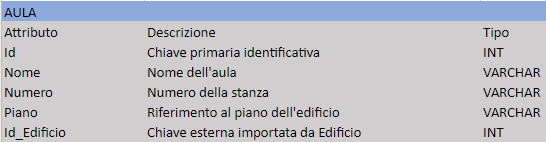 AULA
Attributo Descrizione Tipo
Id Chiave primaria identificativa INT
Nome Nome dell'aula VARCHAR
Numero Numero della stanza VARCHAR
Piano Riferimento al piano dell'edificio VARCHAR
Id_Edificio Chiave esterna importata da Edificio INT